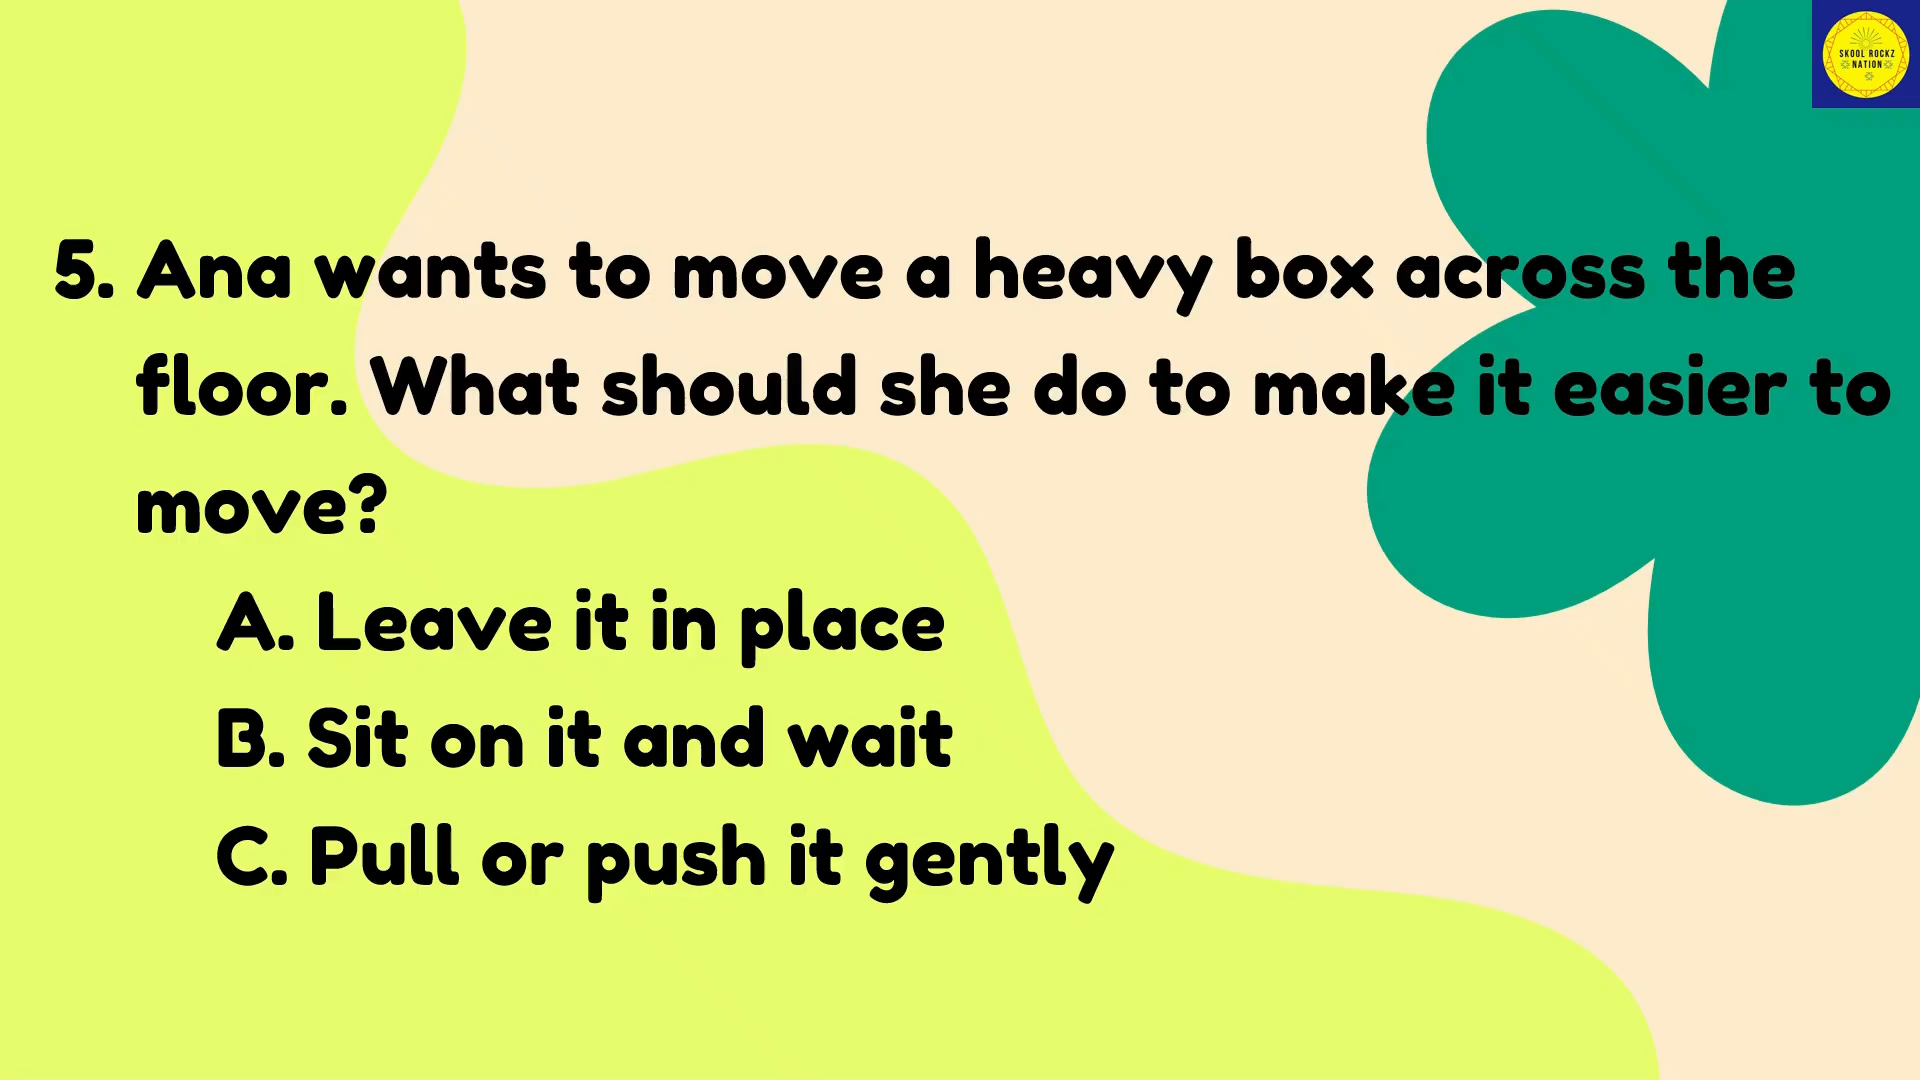 SKOOL ROCKZ
NATION
5. Ana wants to move a heavy box across the
floor. What should she do to make it easier to
move?
A. Leave it in place
B. Sit on it and wait
C. Pull or push it gently